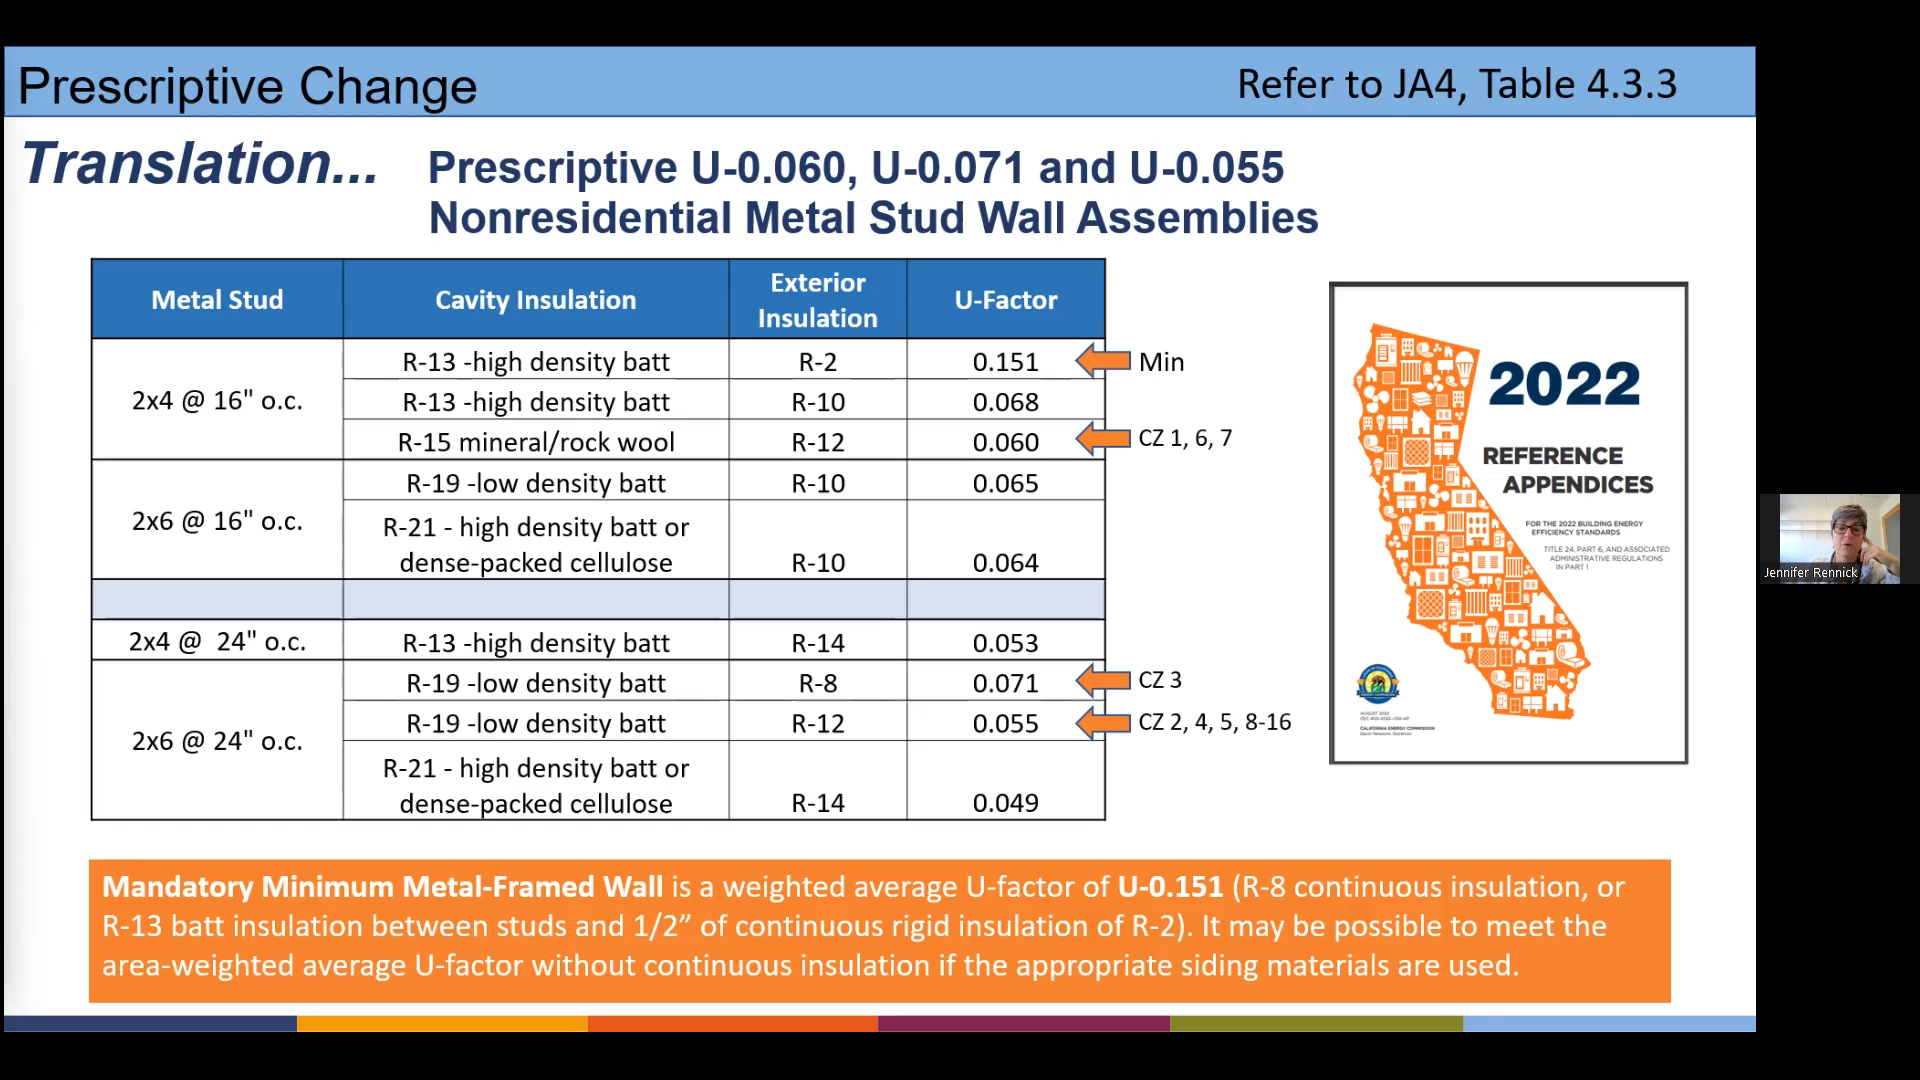 Prescriptive Change
Refer to JA4, Table 4.3.3
Translation...
Prescriptive U-0.060, U-0.071 and U-0.055
Nonresidential Metal Stud Wall Assemblies
Metal Stud Cavity Insulation Exterior Insulation U-Factor
2x4 @ 16" o.c. R-13 -high density batt R-2 0.151 Min
R-13 -high density batt R-10 0.068
R-15 mineral/rock wool R-12 0.060 CZ 1, 6, 7
2x6 @ 16" o.c. R-19 -low density batt R-10 0.065
R-21 - high density batt or
dense-packed cellulose R-10 0.064
2x4 @ 24" o.c. R-13 -high density batt R-14 0.053
2x6 @ 24" o.c. R-19 -low density batt R-8 0.071 CZ 3
R-19 -low density batt R-12 0.055 CZ 2, 4, 5, 8-16
R-21 - high density batt or
dense-packed cellulose R-14 0.049
2022
REFERENCE
APPENDICES
FOR THE 2022 BUILDING ENERGY
EFFICIENCY STANDARDS
TITLE 24, PART 6, AND ASSOCIATED
ADMINISTRATIVE REGULATIONS
IN PART 1
CALIFORNIA ENERGY COMMISSION
Jennifer Rennick
Mandatory Minimum Metal-Framed Wall is a weighted average U-factor of U-0.151 (R-8 continuous insulation, or
R-13 batt insulation between studs and 1/2” of continuous rigid insulation of R-2). It may be possible to meet the
area-weighted average U-factor without continuous insulation if the appropriate siding materials are used.